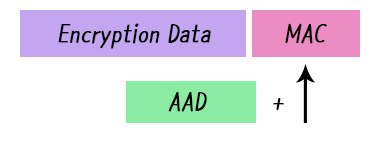 Encryption Data MAC
AAD +